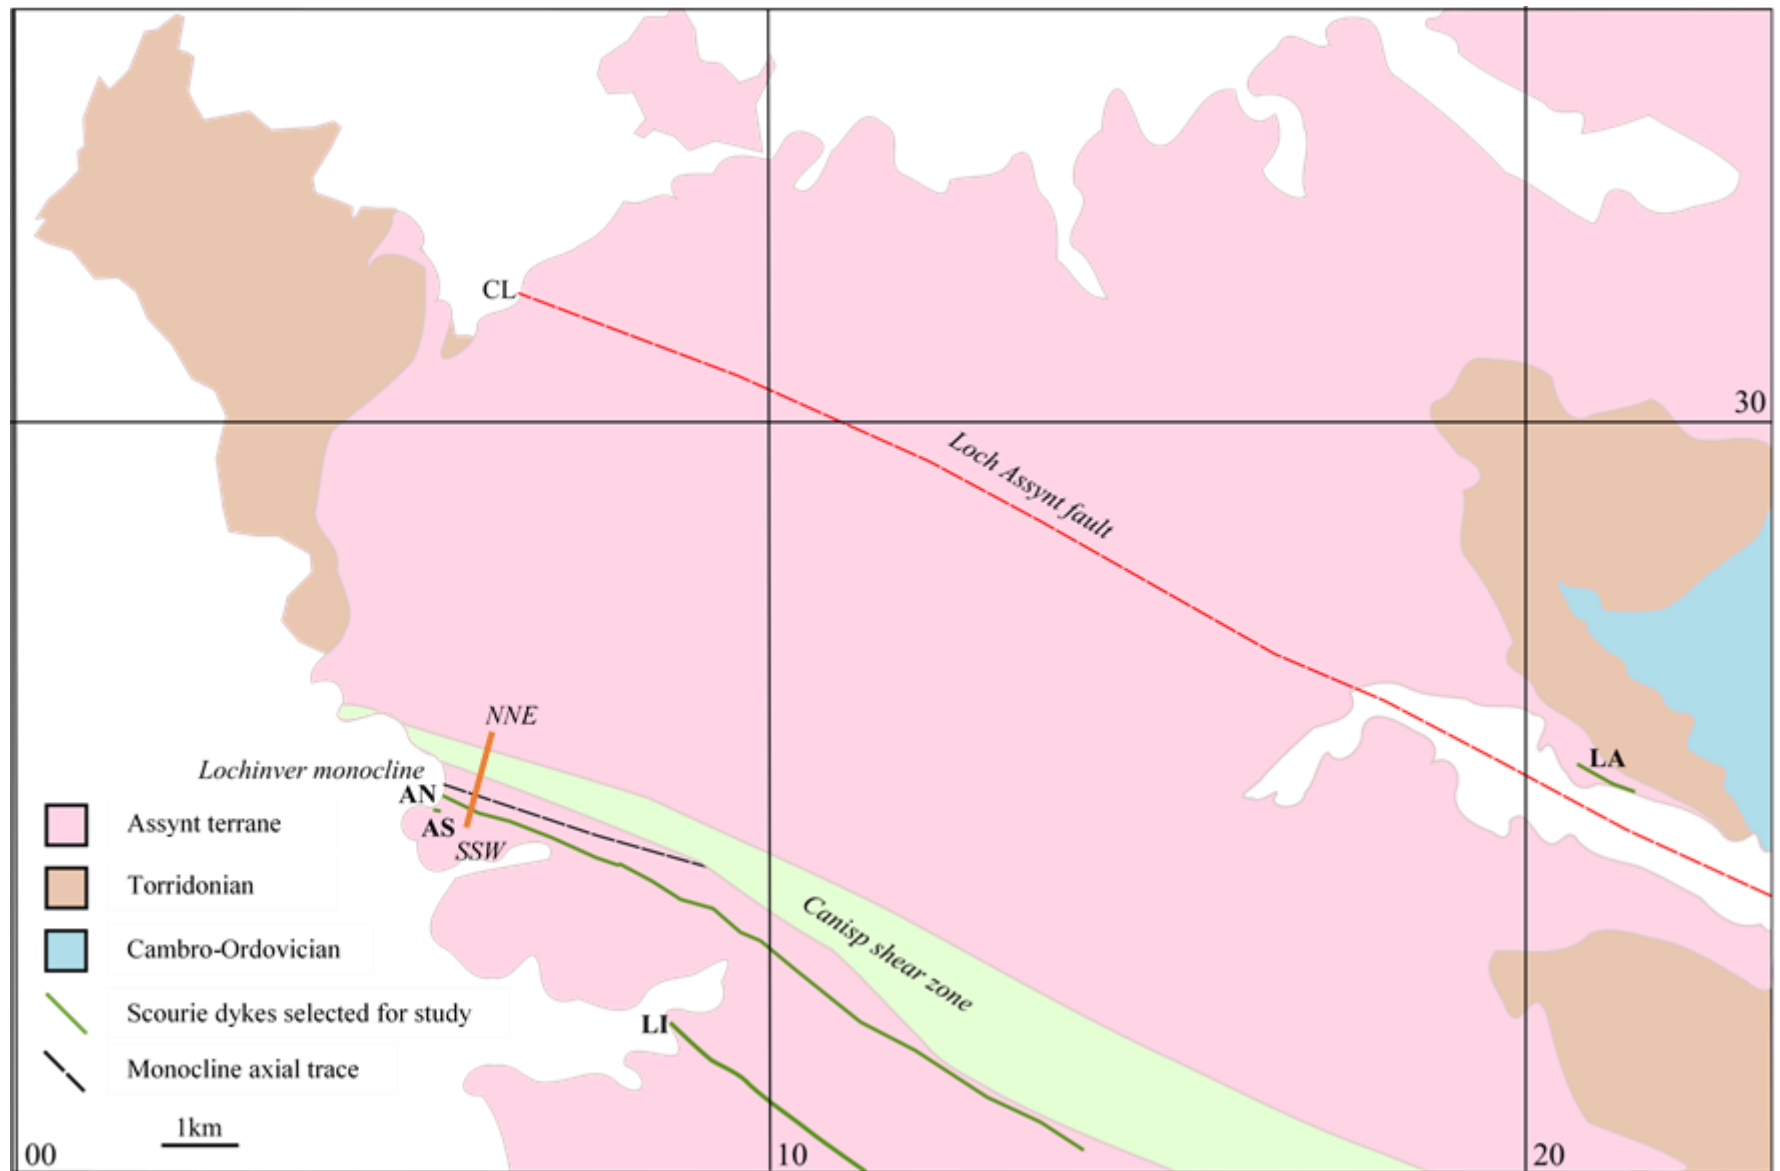 CL
30
Loch Assynt fault
NNE
Lochinver monocline
LA
AN
AS
SSW
Assynt terrane
Torridonian
Canisp shear zone
Cambro-Ordovician
Scourie dykes selected for study
LI
Monocline axial trace
1km
00
10
20